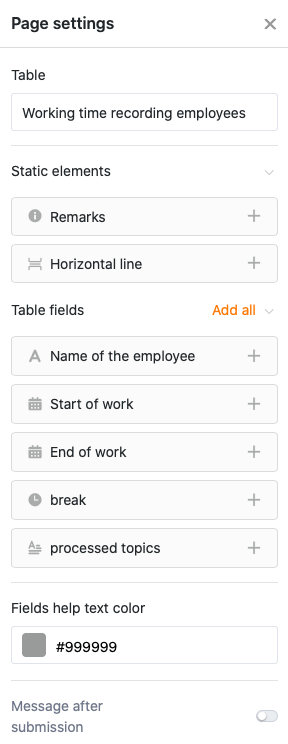 Page settings
Table
Working time recording employees
Static elements
Remarks
Horizontal line
Table fields Add all
Name of the employee
Start of work
End of work
break
processed topics
Fields help text color
#999999
Message after
submission